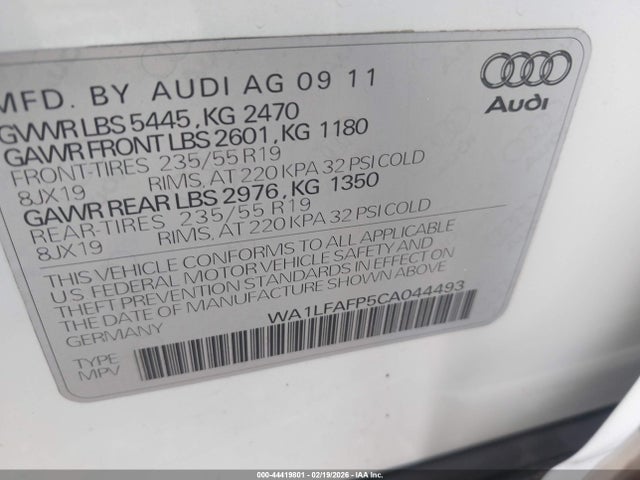 MFD. BY AUDI AG 09 11
Audi
GVWR LBS 5445, KG 2470
GAWR FRONT LBS 2601, KG 1180
FRONT-TIRES 235/55 R19
8JX19 RIMS, AT 220 KPA 32 PSI COLD
GAWR REAR LBS 2976, KG 1350
REAR-TIRES 235/55 R19
8JX19 RIMS, AT 220 KPA 32 PSI COLD
THIS VEHICLE CONFORMS TO ALL APPLICABLE
US FEDERAL MOTOR VEHICLE SAFETY AND
THEFT PREVENTION STANDARDS IN EFFECT ON
THE DATE OF MANUFACTURE SHOWN ABOVE
GERMANY WA1LFAFP5CA044493
TYPE
MPV
000-44419801 - 02/19/2026 - IAA Inc.